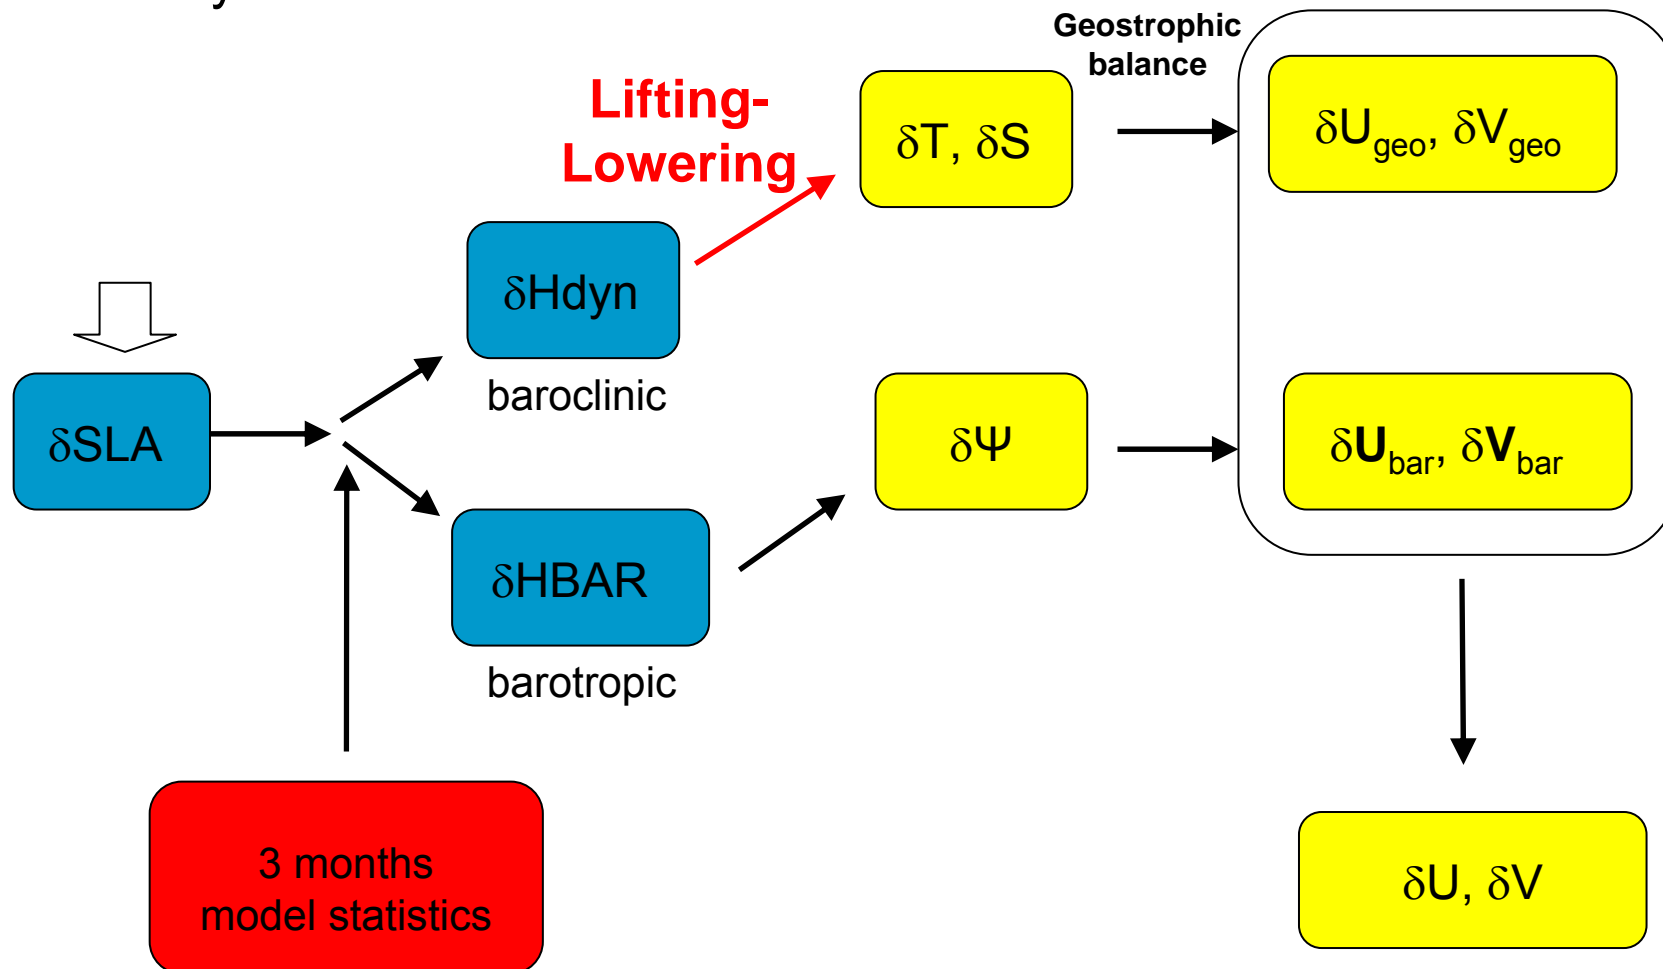 Geostrophic
balance
Lifting-
Lowering
δT, δS
δU_geo, δV_geo
δHdyn
baroclinic
δSLA
δΨ
δU_bar, δV_bar
δHBAR
barotropic
3 months
model statistics
δU, δV